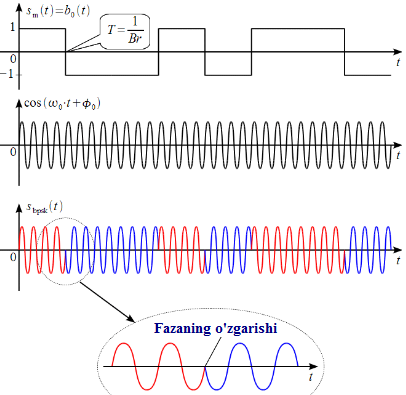 s_m(t)=b_0(t)
1
T=1/Br
0
−1
t
cos(ω_0·t+ϕ_0)
0
t
s_bpsk(t)
0
t
Fazaning o'zgarishi
t